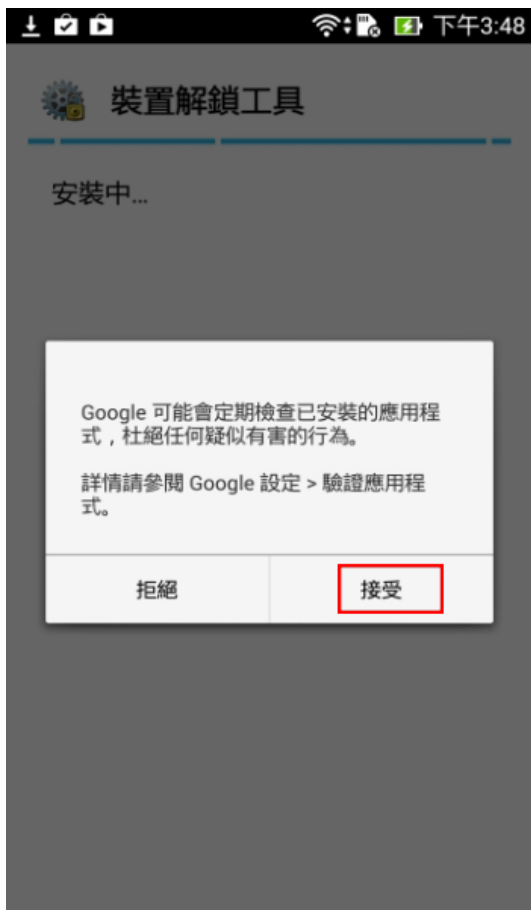 下午3:48
裝置解鎖工具
安裝中...
Google 可能會定期檢查已安裝的應用程
式，杜絕任何疑似有害的行為。
詳情請參閱 Google 設定 > 驗證應用程
式。
拒絕
接受